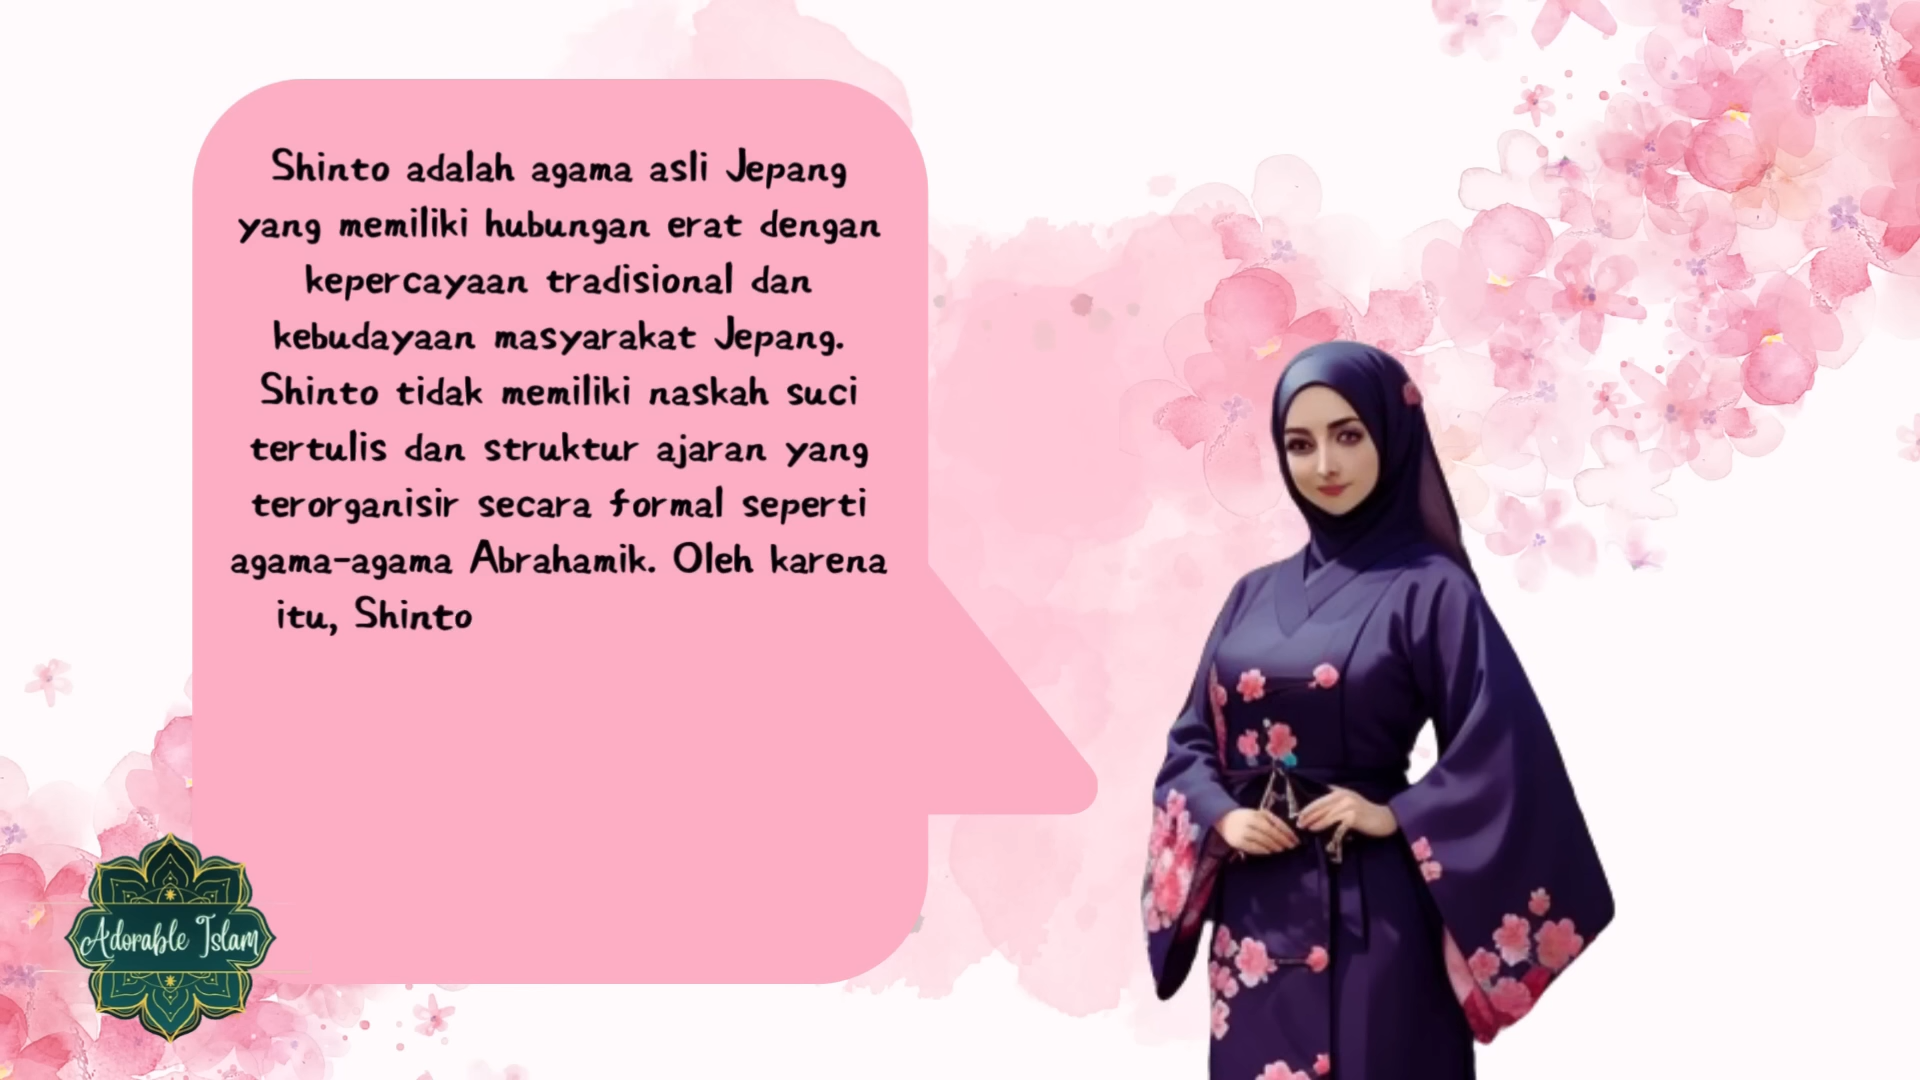 Shinto adalah agama asli Jepang
yang memiliki hubungan erat dengan
kepercayaan tradisional dan
kebudayaan masyarakat Jepang.
Shinto tidak memiliki naskah suci
tertulis dan struktur ajaran yang
terorganisir secara formal seperti
agama-agama Abrahamik. Oleh karena
itu, Shinto
Adorable Islam